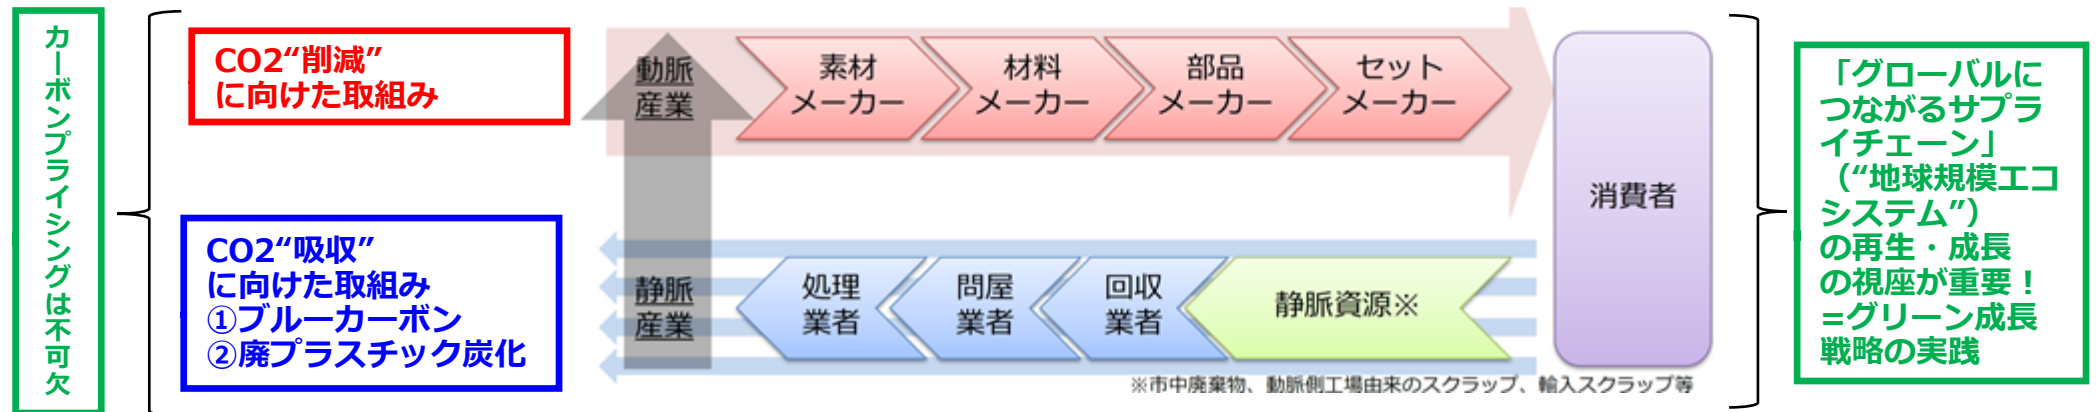 カーボンプライシングは不可欠
CO2“削減”
に向けた取組み
CO2“吸収”
に向けた取組み
①ブルーカーボン
②廃プラスチック炭化
動脈
産業
素材
メーカー
材料
メーカー
部品
メーカー
セット
メーカー
静脈
産業
処理
業者
問屋
業者
回収
業者
静脈資源※
消費者
※市中廃棄物、動脈側工場由来のスクラップ、輸入スクラップ等
「グローバルに
つながるサプラ
イチェーン」
（“地球規模エコ
システム”）
の再生・成長
の視座が重要！
=グリーン成長
戦略の実践